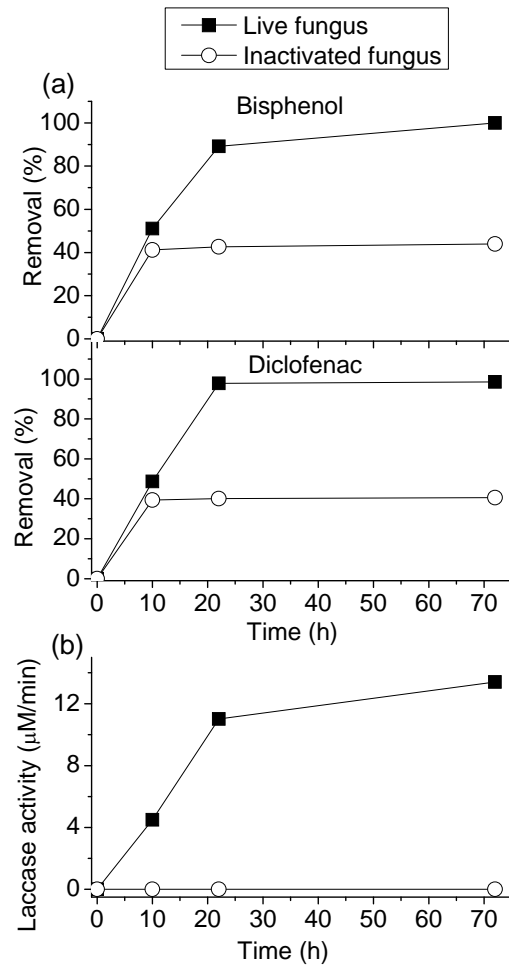 Live fungus
Inactivated fungus
(a)
Bisphenol
100
80
60
40
20
0
Removal (%)
Diclofenac
100
80
60
40
20
0
Removal (%)
0 10 20 30 40 50 60 70
Time (h)
(b)
12
8
4
0
Laccase activity (μM/min)
0 10 20 30 40 50 60 70
Time (h)